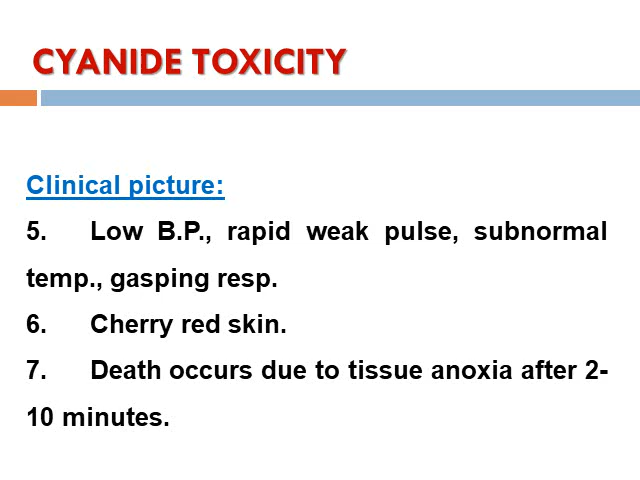 CYANIDE TOXICITY
Clinical picture:
5. Low B.P., rapid weak pulse, subnormal
temp., gasping resp.
6. Cherry red skin.
7. Death occurs due to tissue anoxia after 2-
10 minutes.